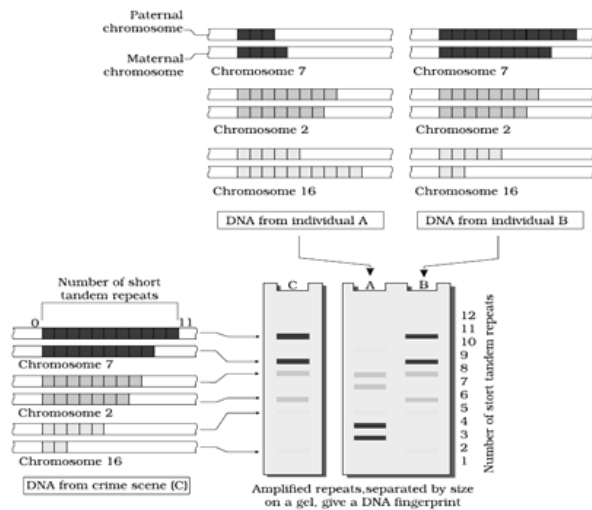 Paternal
chromosome
Maternal
chromosome
Chromosome 7
Chromosome 7
Chromosome 2
Chromosome 2
Chromosome 16
Chromosome 16
DNA from individual A
DNA from individual B
Number of short
tandem repeats
0
11
Chromosome 7
Chromosome 2
Chromosome 16
DNA from crime scene (C)
C
A
B
12
11
10
9
8
7
6
5
4
3
2
1
Number of stort tandem repeats
Amplified repeats,separated by size
on a gel, give a DNA fingerprint